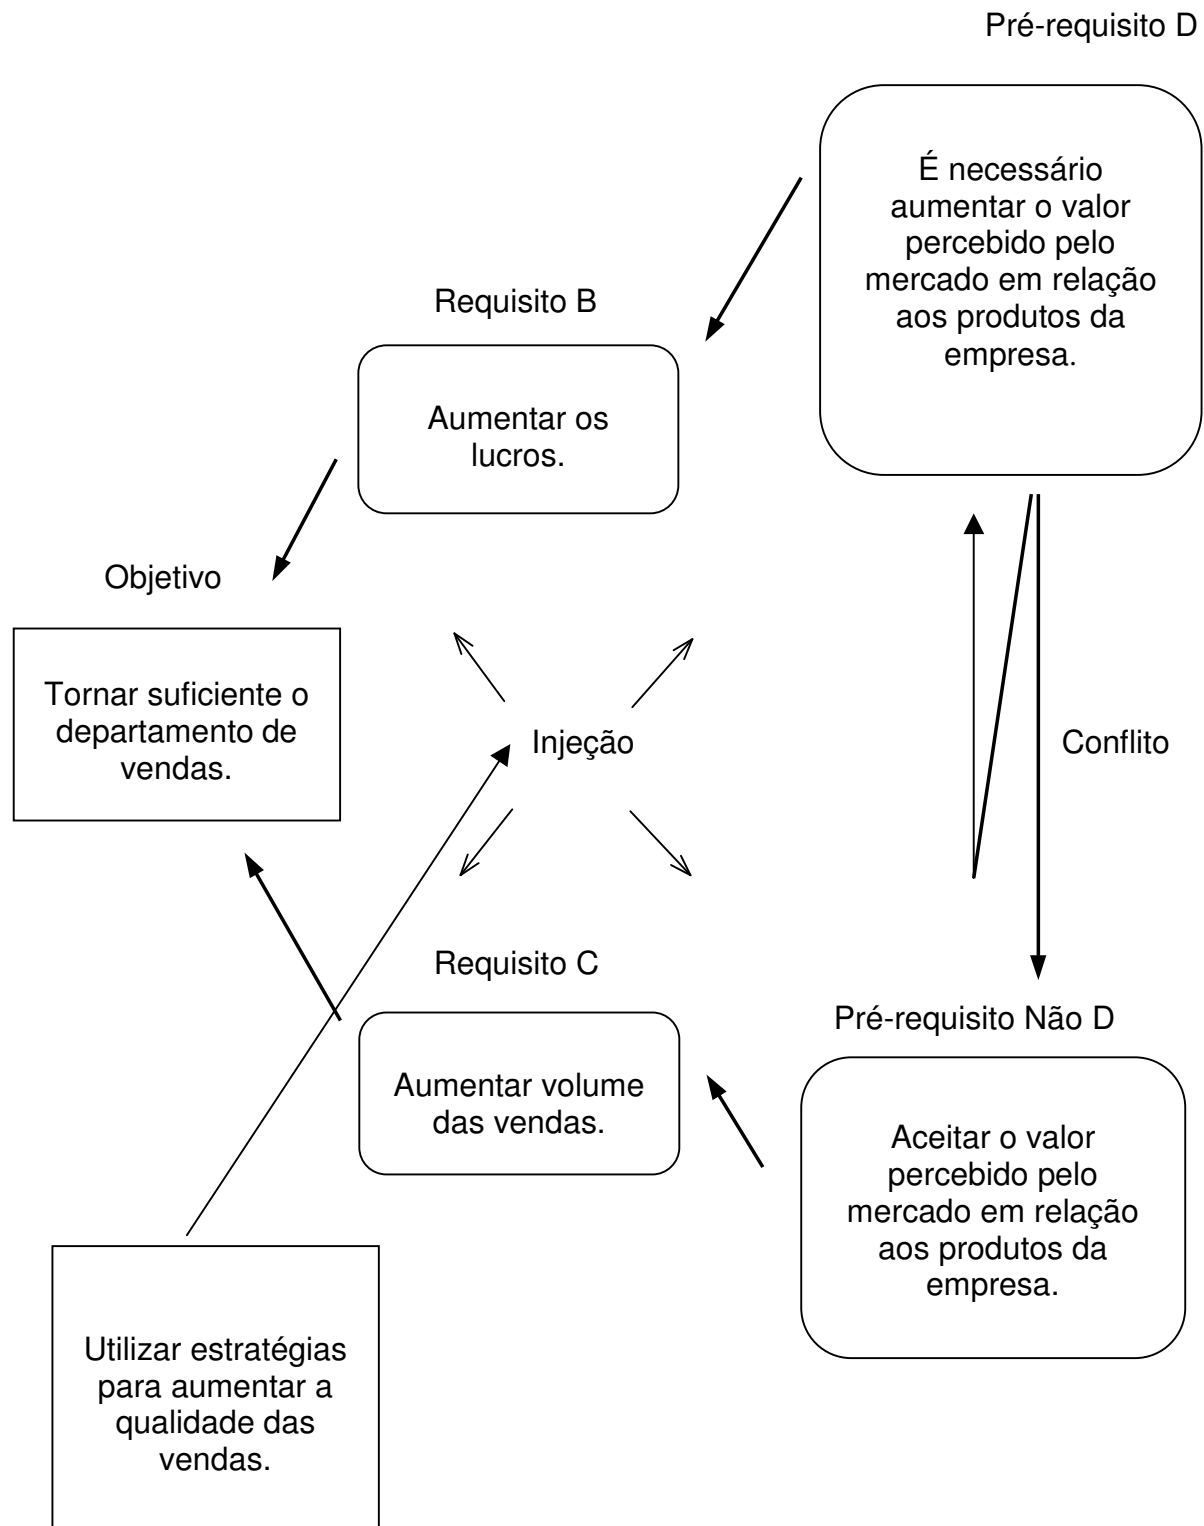 Pré-requisito D
É necessário
aumentar o valor
percebido pelo
mercado em relação
aos produtos da
empresa.
Requisito B
Aumentar os
lucros.
Objetivo
Tornar suficiente o
departamento de
vendas.
Injeção
Conflito
Requisito C
Aumentar volume
das vendas.
Pré-requisito Não D
Aceitar o valor
percebido pelo
mercado em relação
aos produtos da
empresa.
Utilizar estratégias
para aumentar a
qualidade das
vendas.